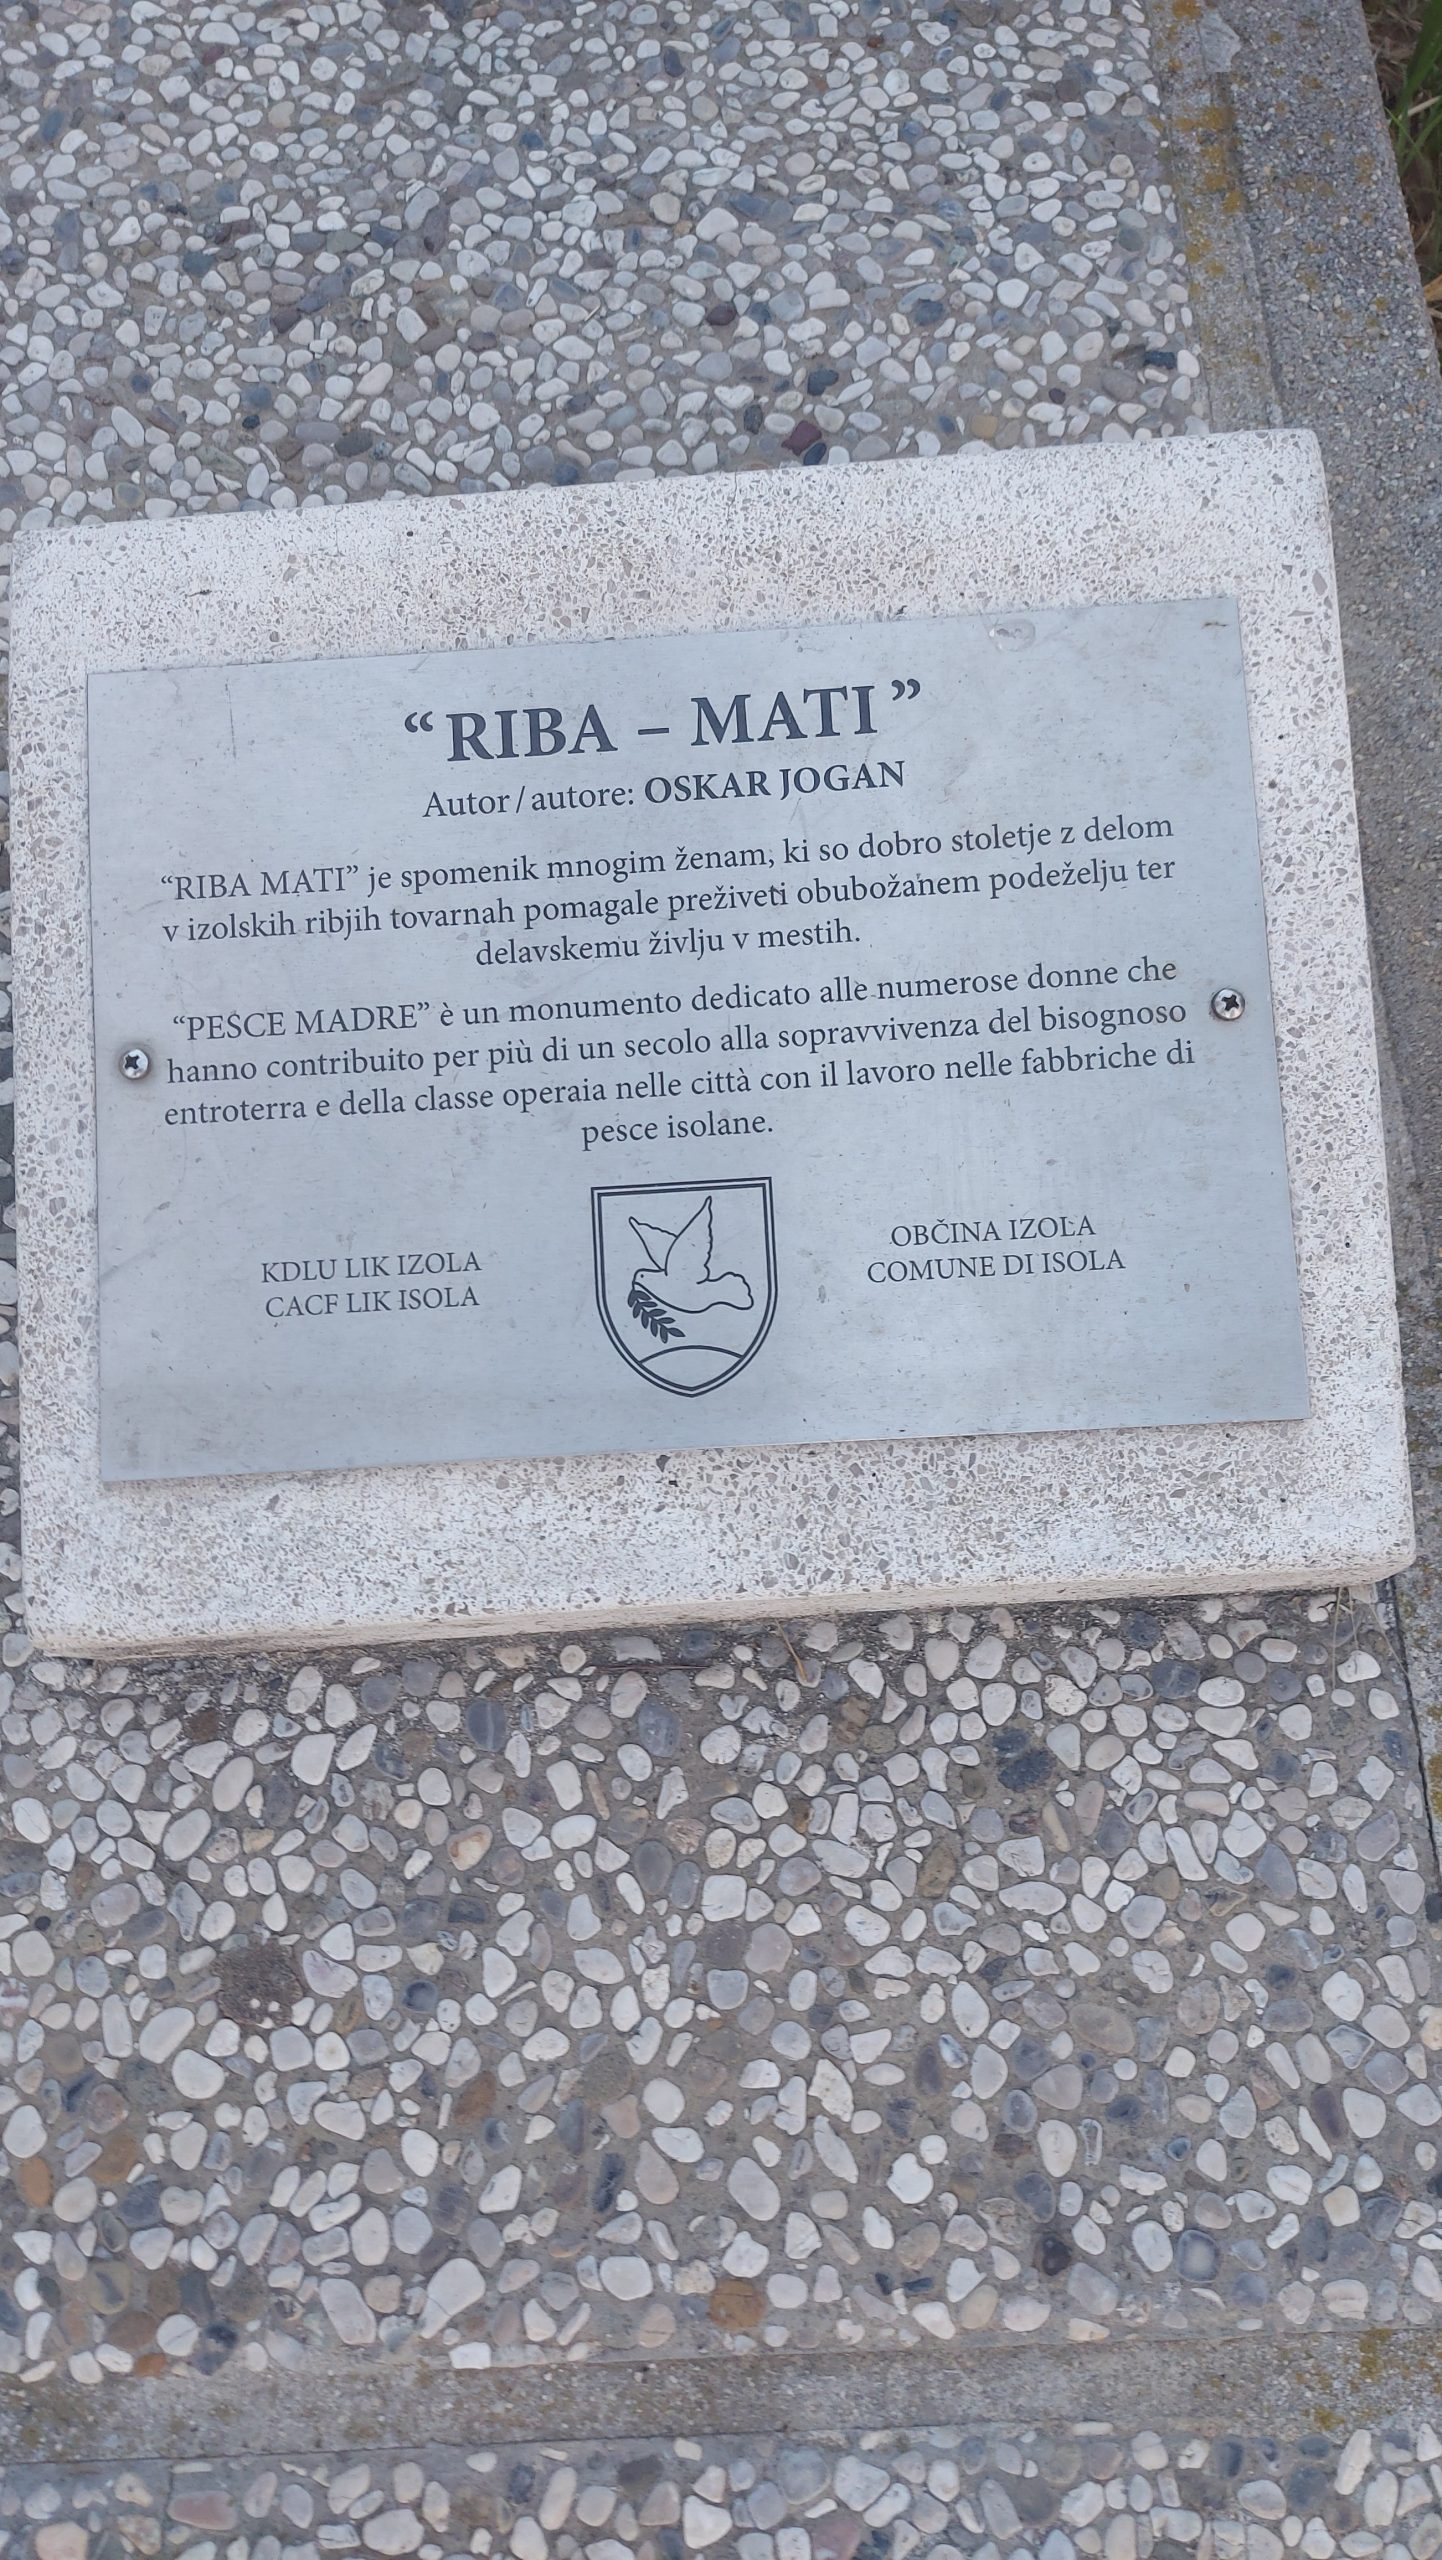 “RIBA – MATI”
Autor / autore: OSKAR JOGAN
“RIBA MATI” je spomenik mnogim ženam, ki so dobro stoletje z delom
v izolskih ribjih tovarnah pomagale preživeti obubožanem podeželju ter
delavskemu življu v mestih.
“PESCE MADRE” è un monumento dedicato alle numerose donne che
hanno contribuito per più di un secolo alla sopravvivenza del bisognoso
entroterra e della classe operaia nelle città con il lavoro nelle fabbriche di
pesce isolane.
KDLU LIK IZOLA
CACF LIK ISOLA
OBČINA IZOLA
COMUNE DI ISOLA